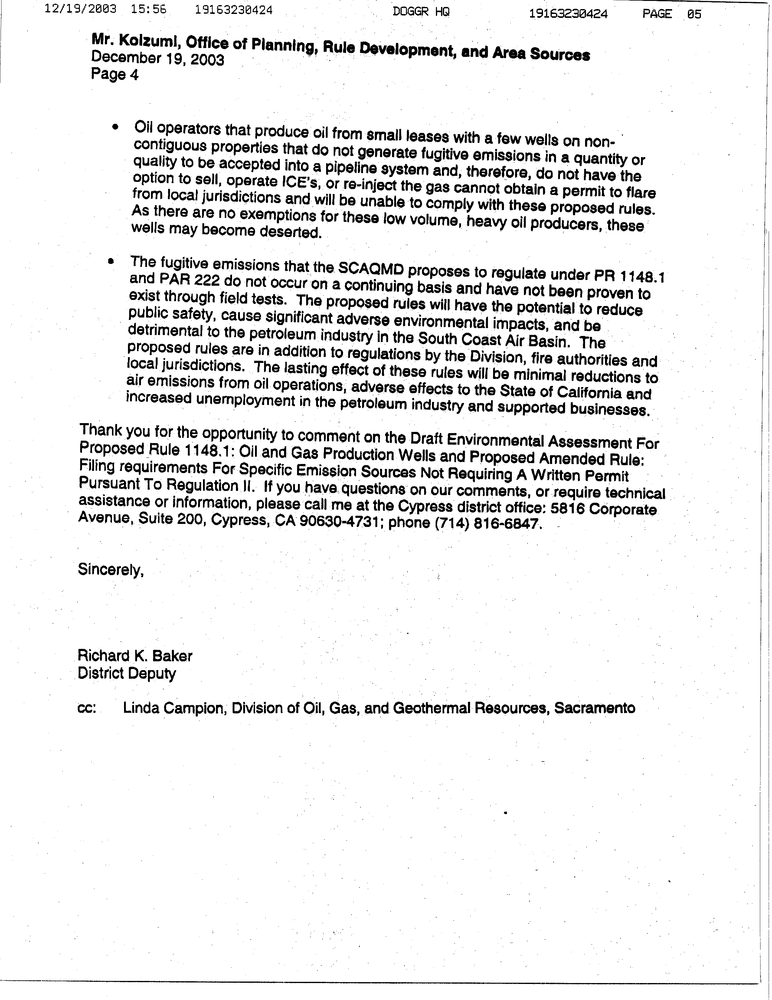 12/19/2003 15:56 19163230424 DOGGR HQ 19163230424 PAGE 05
Mr. Koizumi, Office of Planning, Rule Development, and Area Sources
December 19, 2003
Page 4
• Oil operators that produce oil from small leases with a few wells on non-
contiguous properties that do not generate fugitive emissions in a quantity or
quality to be accepted into a pipeline system and, therefore, do not have the
option to sell, operate ICE's, or re-inject the gas cannot obtain a permit to flare
from local jurisdictions and will be unable to comply with these proposed rules.
As there are no exemptions for these low volume, heavy oil producers, these
wells may become deserted.
• The fugitive emissions that the SCAQMD proposes to regulate under PR 1148.1
and PAR 222 do not occur on a continuing basis and have not been proven to
exist through field tests. The proposed rules will have the potential to reduce
public safety, cause significant adverse environmental impacts, and be
detrimental to the petroleum industry in the South Coast Air Basin. The
proposed rules are in addition to regulations by the Division, fire authorities and
local jurisdictions. The lasting effect of these rules will be minimal reductions to
air emissions from oil operations, adverse effects to the State of California and
increased unemployment in the petroleum industry and supported businesses.
Thank you for the opportunity to comment on the Draft Environmental Assessment For
Proposed Rule 1148.1: Oil and Gas Production Wells and Proposed Amended Rule:
Filing requirements For Specific Emission Sources Not Requiring A Written Permit
Pursuant To Regulation II. If you have questions on our comments, or require technical
assistance or information, please call me at the Cypress district office: 5816 Corporate
Avenue, Suite 200, Cypress, CA 90630-4731; phone (714) 816-6847.
Sincerely,
Richard K. Baker
District Deputy
cc: Linda Campion, Division of Oil, Gas, and Geothermal Resources, Sacramento